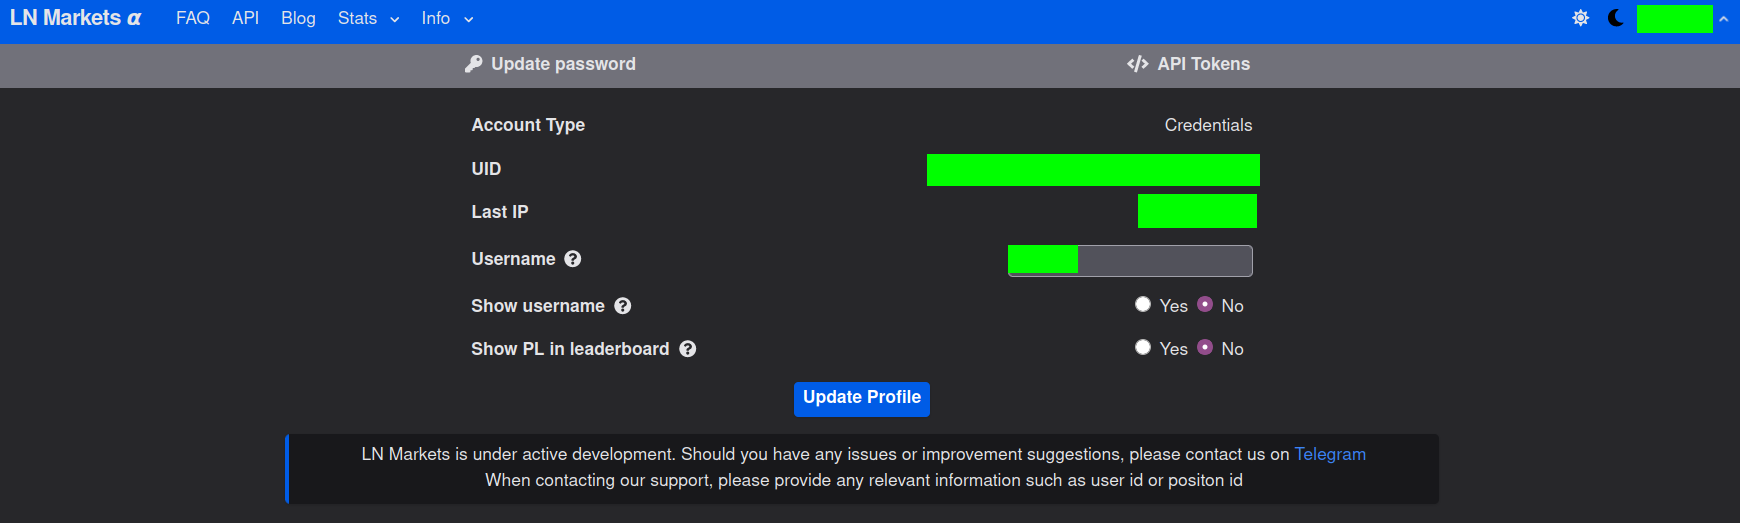 LN Markets α FAQ API Blog Stats Info
Update password API Tokens
Account Type Credentials
UID
Last IP
Username
Show username Yes No
Show PL in leaderboard Yes No
Update Profile
LN Markets is under active development. Should you have any issues or improvement suggestions, please contact us on Telegram
When contacting our support, please provide any relevant information such as user id or positon id